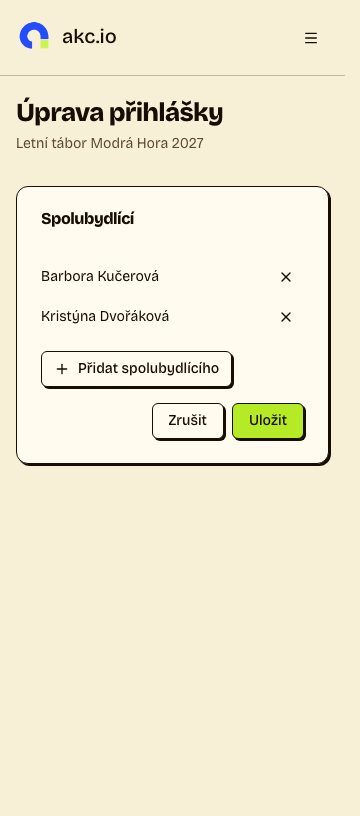 akc.io
Úprava přihlášky
Letní tábor Modrá Hora 2027
Spolubydlící
Barbora Kučerová
Kristýna Dvořáková
Přidat spolubydlícího
Zrušit
Uložit